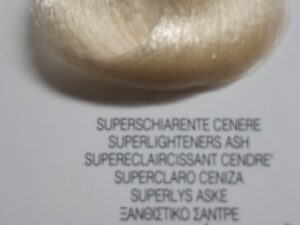 SUPERSCHIARENTE CENERE
SUPERLIGHTENERS ASH
SUPERECLAIRCISSANT CENDRE'
SUPERCLARO CENIZA
SUPERLYS ASKE
ΞΑΝΘΙΣΤΙΚΟ ΣΑΝΤΡΕ